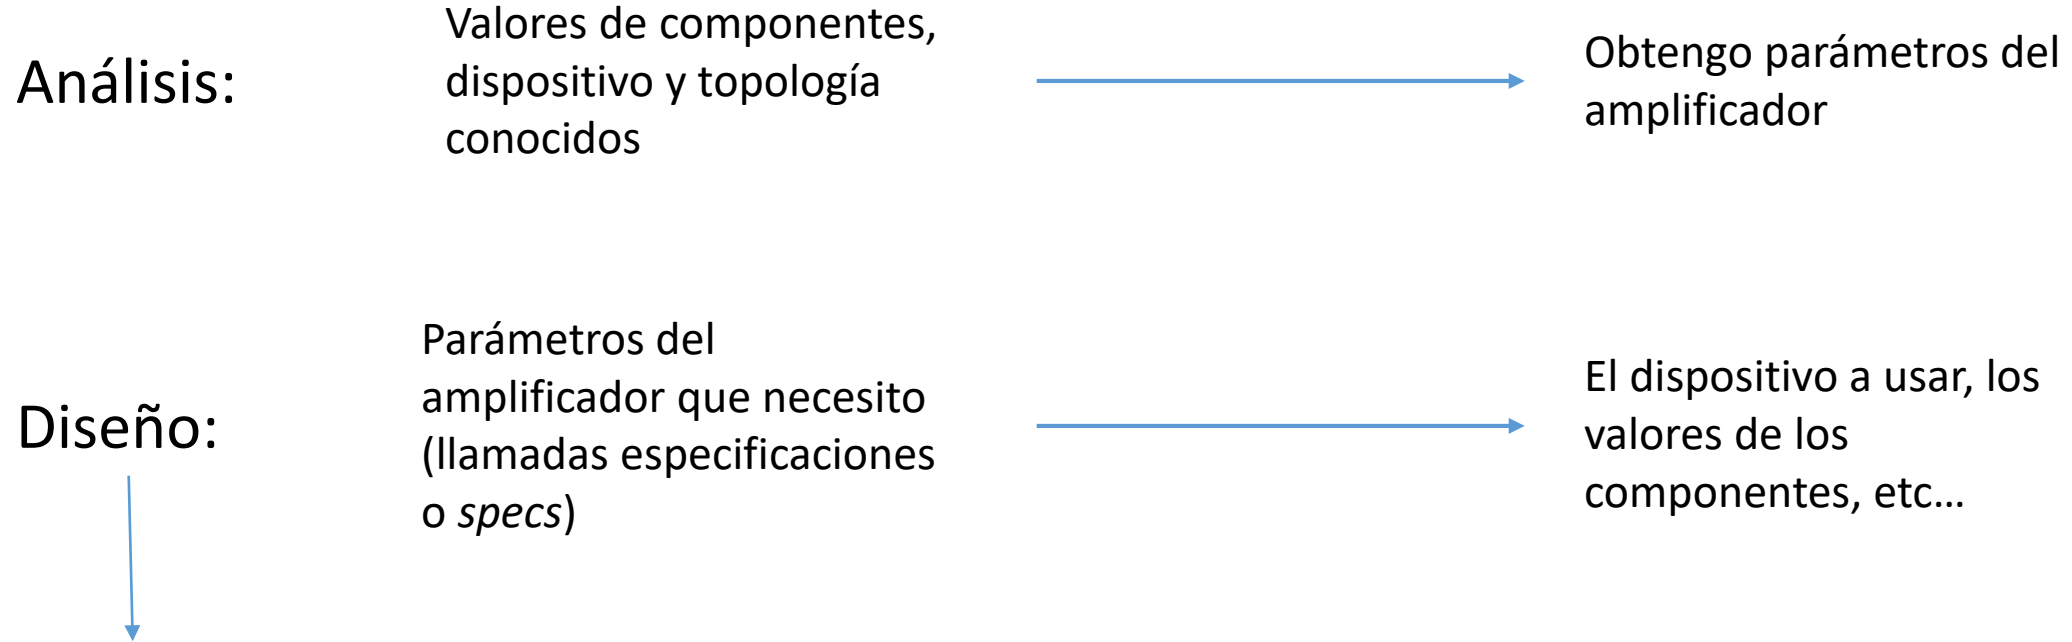 Análisis:
Valores de componentes,
dispositivo y topología
conocidos
Obtengo parámetros del
amplificador
Diseño:
Parámetros del
amplificador que necesito
(llamadas especificaciones
o specs)
El dispositivo a usar, los
valores de los
componentes, etc…